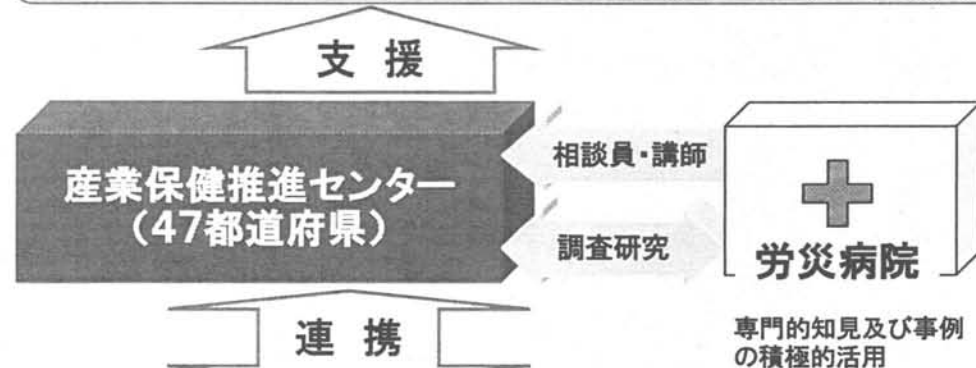 支援
産業保健推進センター
（47都道府県）
相談員・講師
調査研究
労災病院
専門的知見及び事例
の積極的活用
連携